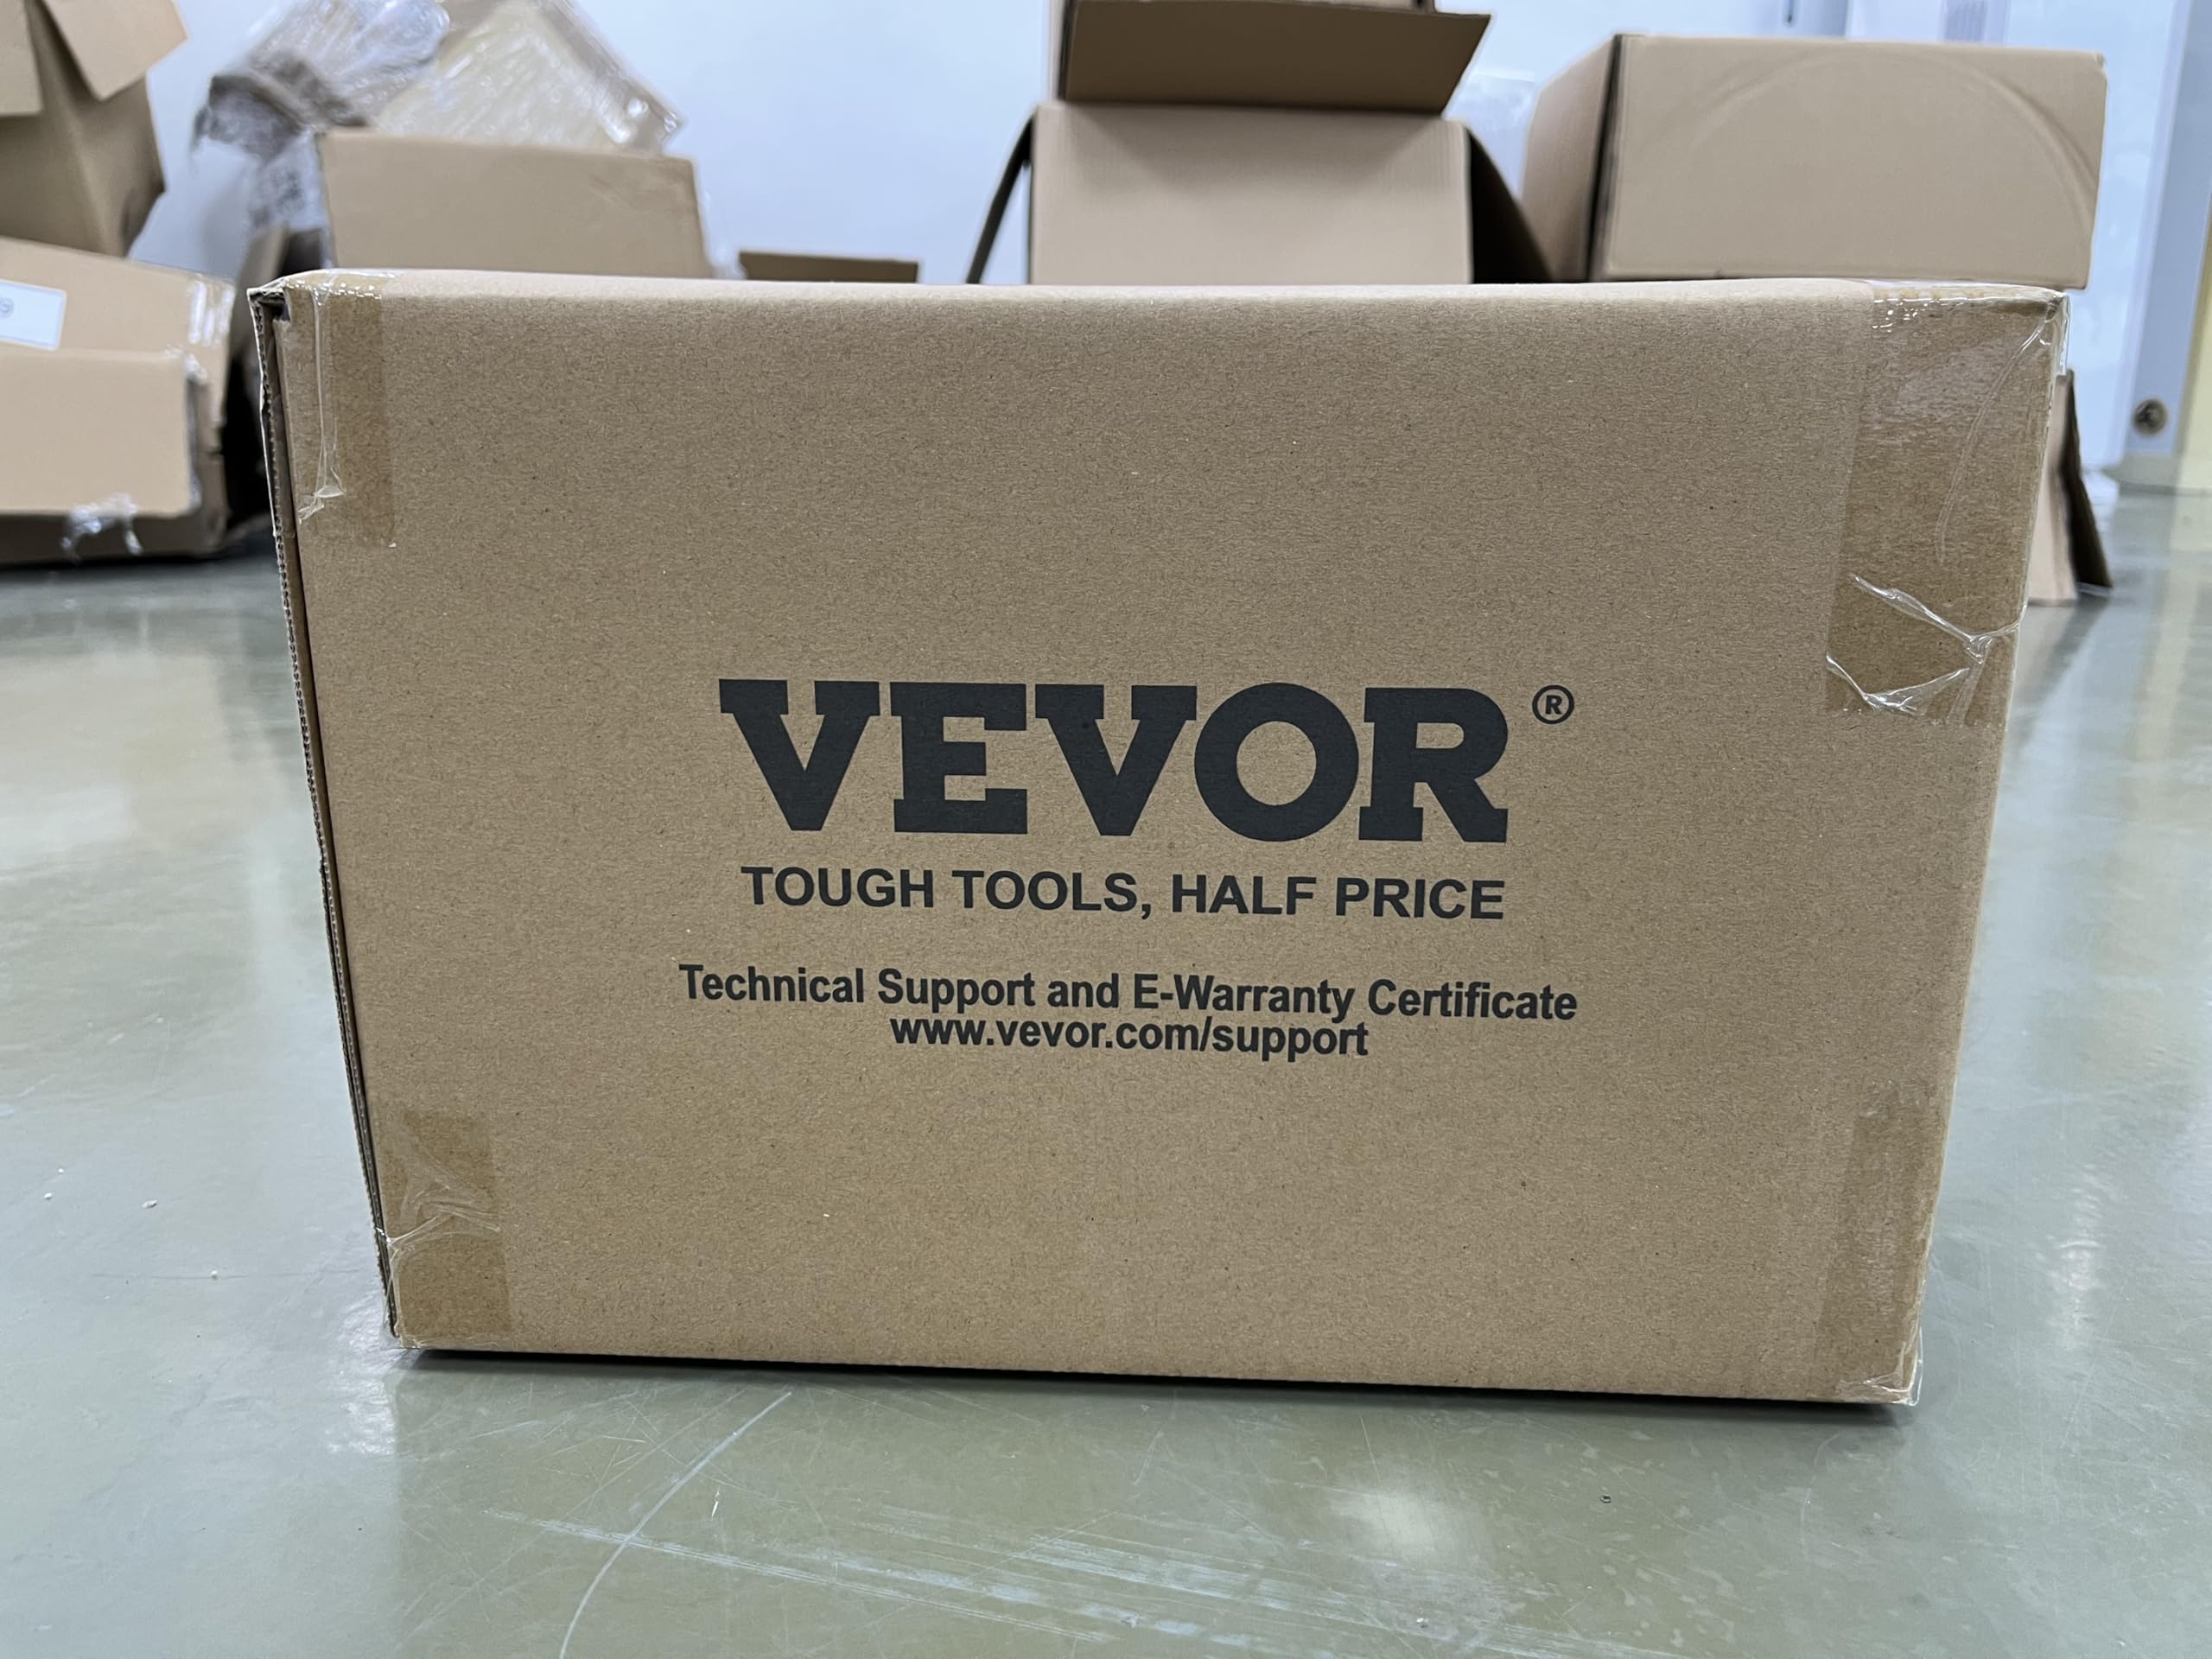 VEVOR®
TOUGH TOOLS, HALF PRICE
Technical Support and E-Warranty Certificate
www.vevor.com/support